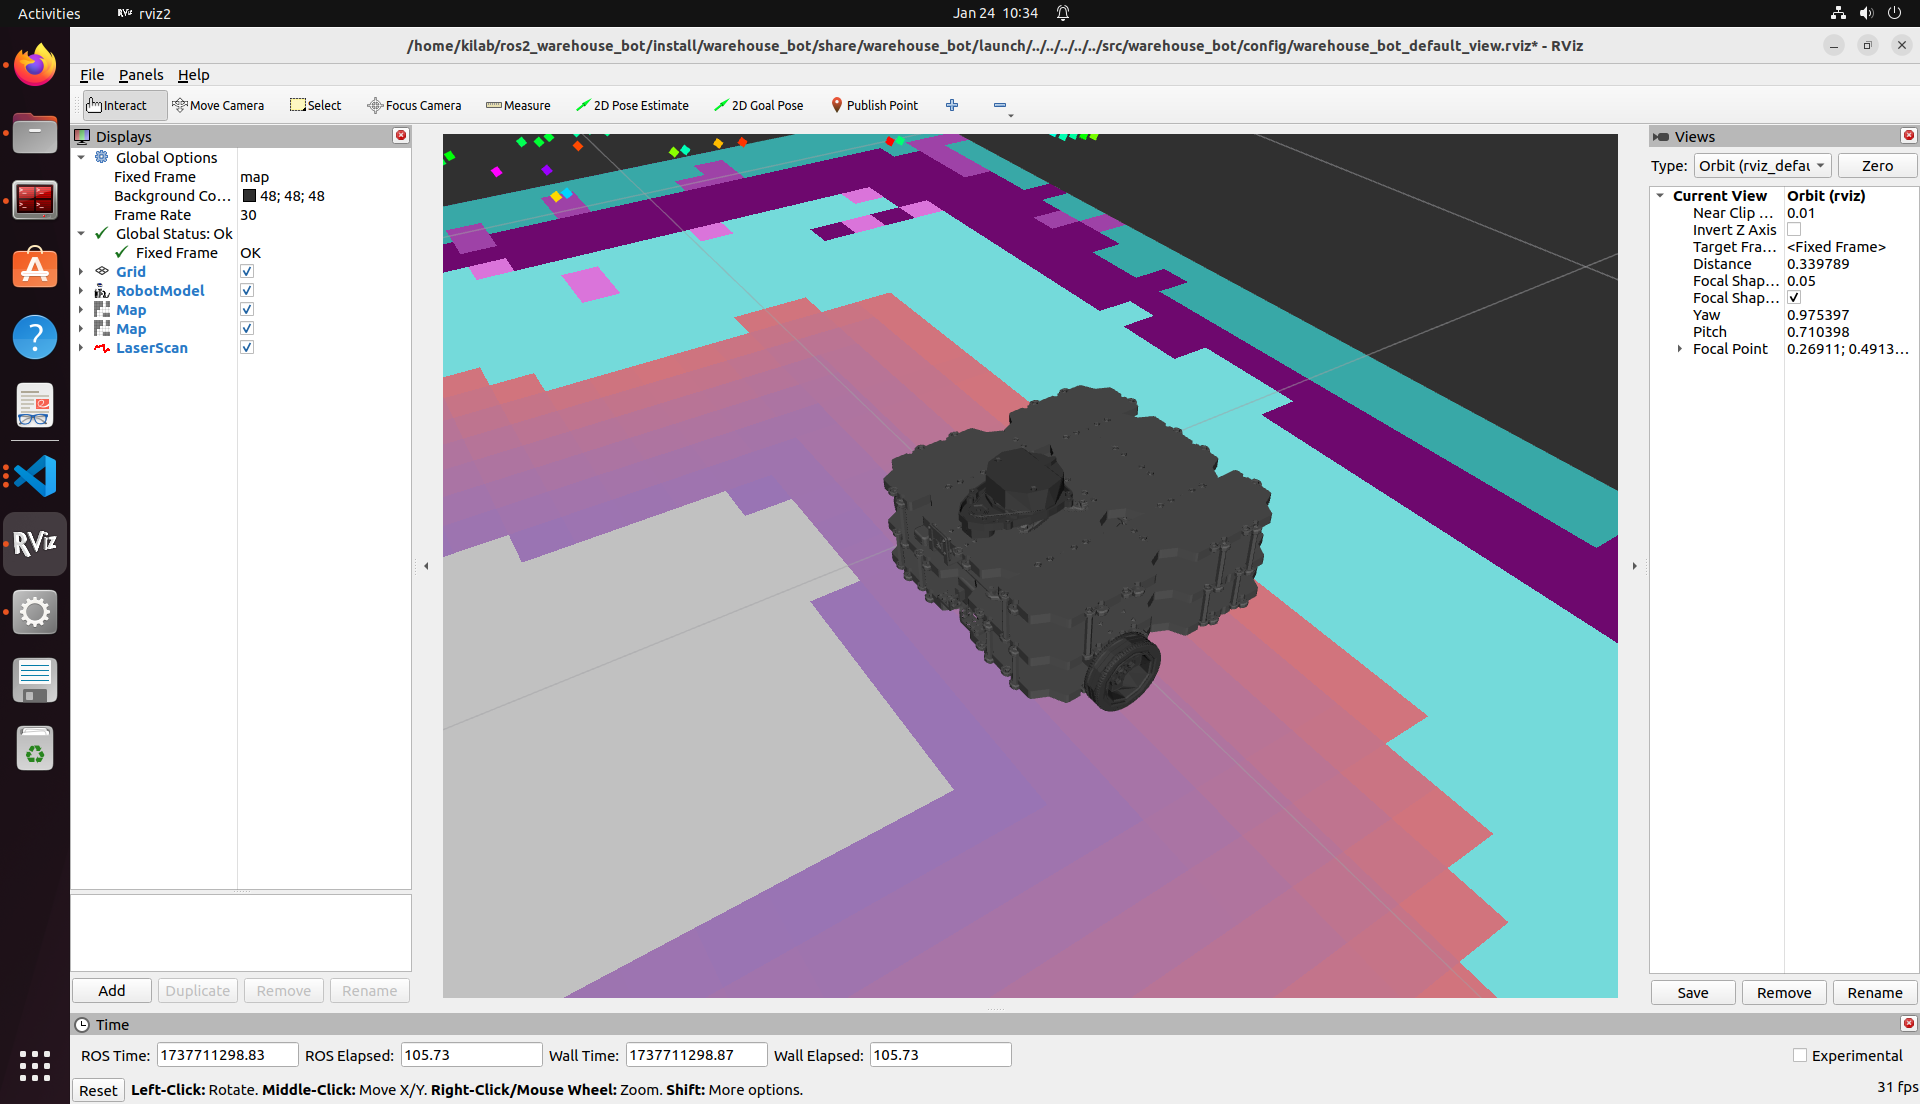 Activities
rviz2
Jan 24 10:34
/home/kilab/ros2_warehouse_bot/install/warehouse_bot/share/warehouse_bot/launch/../../../../../src/warehouse_bot/config/warehouse_bot_default_view.rviz* - RViz
File Panels Help
Interact Move Camera Select Focus Camera Measure 2D Pose Estimate 2D Goal Pose Publish Point
Displays
Global Options
Fixed Frame map
Background Co... 48; 48; 48
Frame Rate 30
Global Status: Ok
Fixed Frame OK
Grid
RobotModel
Map
Map
LaserScan
Add Duplicate Remove Rename
Views
Type: Orbit (rviz_defau Zero
Current View Orbit (rviz)
Near Clip ... 0.01
Invert Z Axis
Target Fra... <Fixed Frame>
Distance 0.339789
Focal Shap... 0.05
Focal Shap...
Yaw 0.975397
Pitch 0.710398
Focal Point 0.26911; 0.4913...
Save Remove Rename
RViz
Time
ROS Time: 1737711298.83 ROS Elapsed: 105.73 Wall Time: 1737711298.87 Wall Elapsed: 105.73 Experimental
Reset Left-Click: Rotate. Middle-Click: Move X/Y. Right-Click/Mouse Wheel: Zoom. Shift: More options. 31 fps